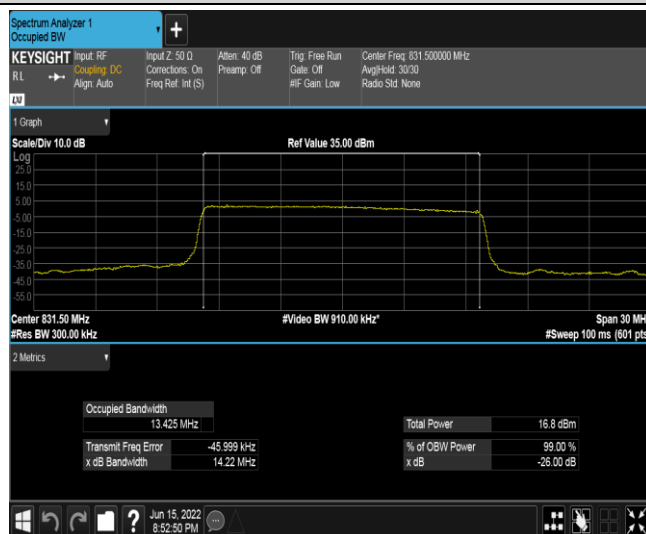 Spectrum Analyzer 1
Occupied BW
+
KEYSIGHT Input: RF Input Z: 50 Ω Atten: 40 dB Trig: Free Run Center Freq: 831.500000 MHz
RL Coupling: DC Corrections: On Preamp: Off Gate: Off Avg|Hold: 30/30
Align: Auto Freq Ref: Int (S) #IF Gain: Low Radio Std: None
LXI
1 Graph
Scale/Div 10.0 dB Ref Value 35.00 dBm
Log
25.0
15.0
5.00
-5.00
-15.0
-25.0
-35.0
-45.0
-55.0
Center 831.50 MHz #Video BW 910.00 kHz* Span 30 MH
#Res BW 300.00 kHz #Sweep 100 ms (601 pts
2 Metrics
Occupied Bandwidth
13.425 MHz Total Power 16.8 dBm
Transmit Freq Error -45.999 kHz % of OBW Power 99.00 %
x dB Bandwidth 14.22 MHz x dB -26.00 dB
? Jun 15, 2022
8:52:50 PM